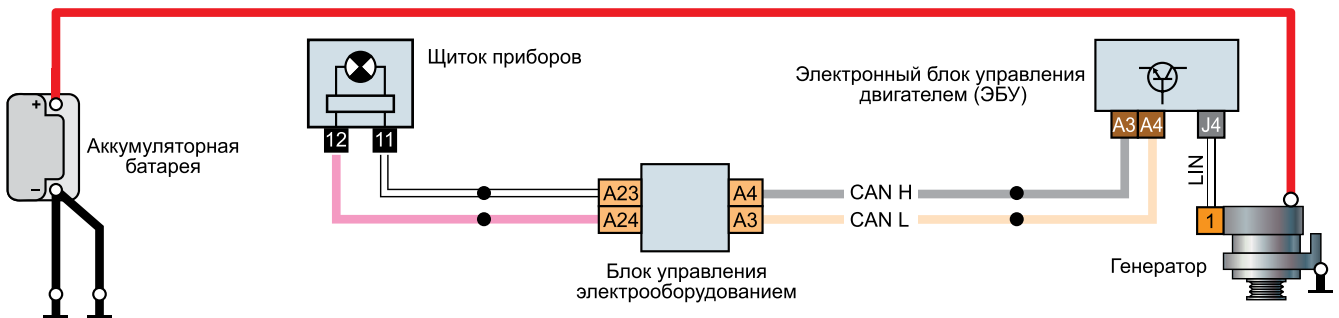 +
−
Аккумуляторная
батарея
Щиток приборов
12
11
A23
A24
A4
A3
Блок управления
электрооборудованием
CAN H
CAN L
Электронный блок управления
двигателем (ЭБУ)
A3
A4
J4
LIN
1
Генератор